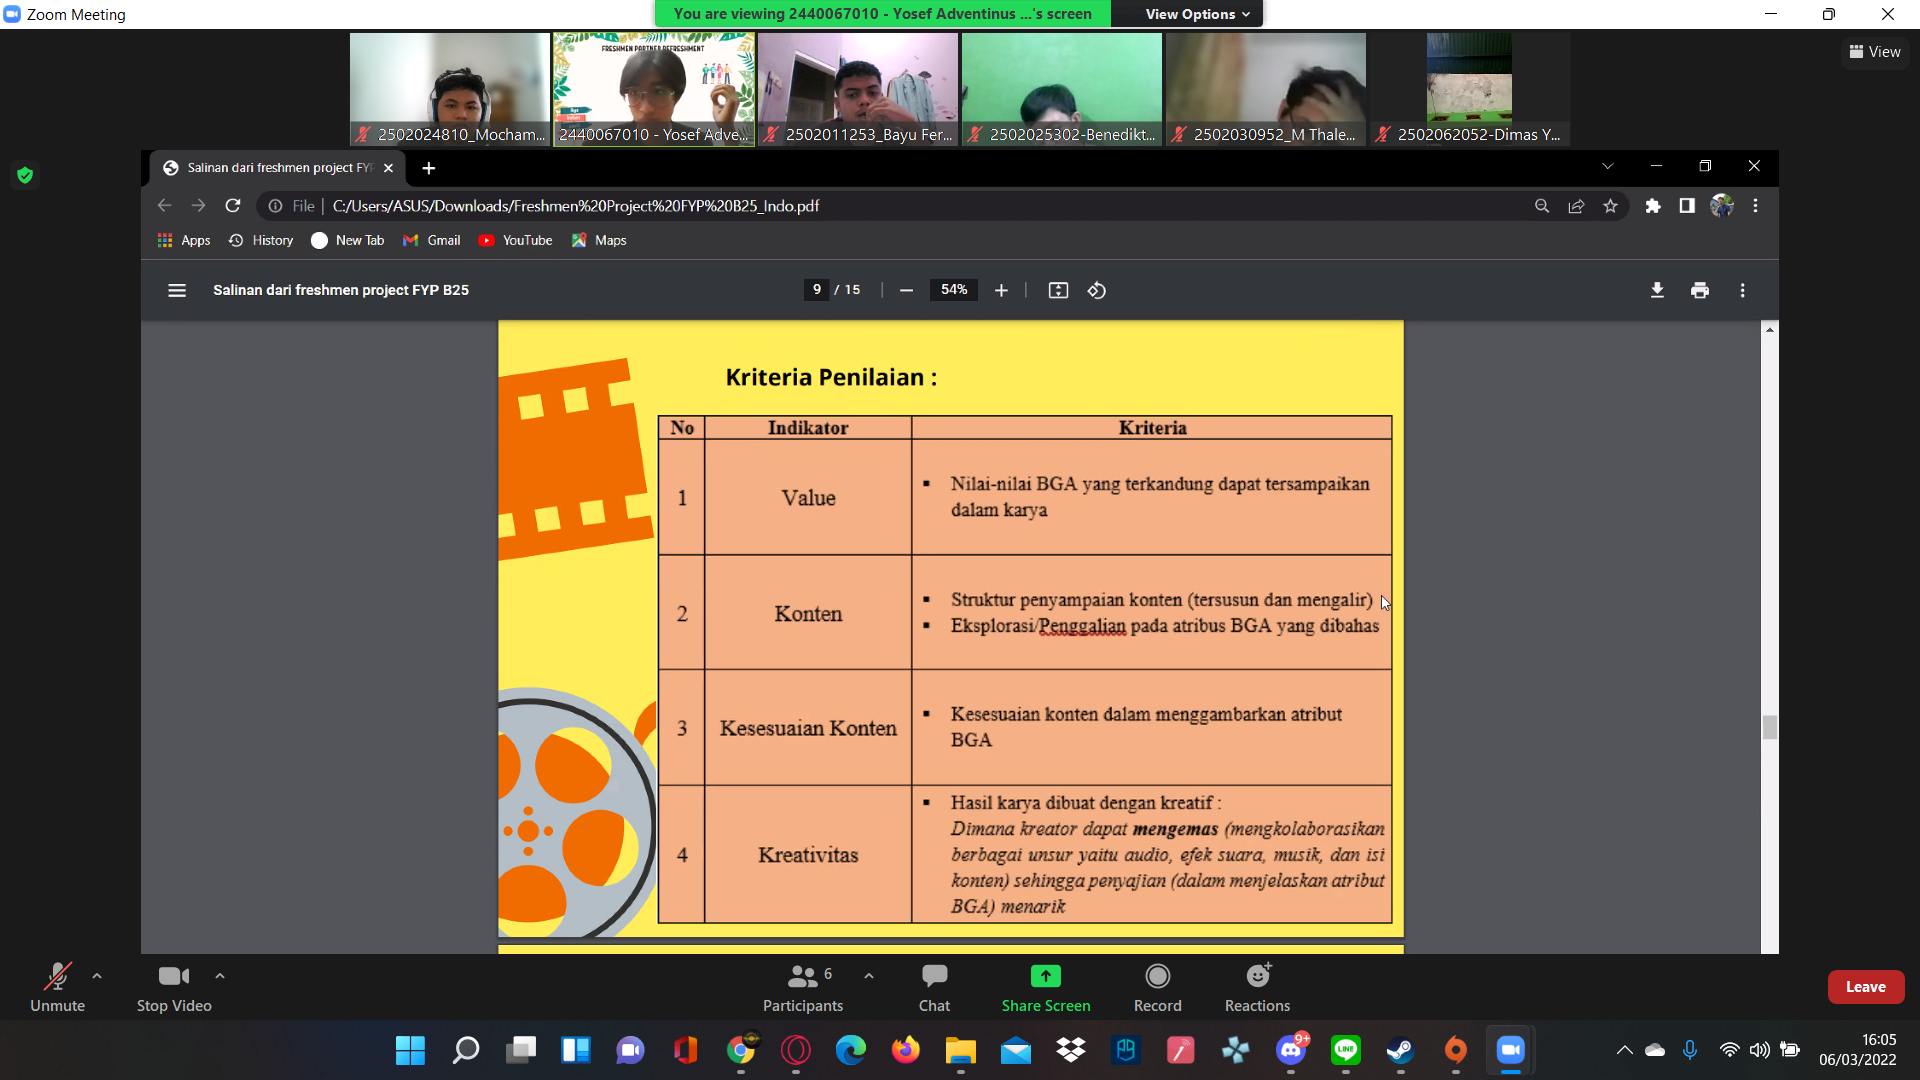 Zoom Meeting
You are viewing 2440067010 - Yosef Adventinus ...'s screen
View Options
View
FRESHMEN PARTNER REFRESHMENT
2502024810_Mocham...
2440067010 - Yosef Adve...
2502011253_Bayu Fer...
2502025302-Benedikt...
2502030952_M Thale...
2502062052-Dimas Y...
Salinan dari freshmen project FYP
File
C:/Users/ASUS/Downloads/Freshmen%20Project%20FYP%20B25_Indo.pdf
Apps
History
New Tab
Gmail
YouTube
Maps
Salinan dari freshmen project FYP B25
9 / 15
54%
Kriteria Penilaian :
No Indikator Kriteria
1 Value
▪ Nilai-nilai BGA yang terkandung dapat tersampaikan
dalam karya
2 Konten
▪ Struktur penyampaian konten (tersusun dan mengalir)
▪ Eksplorasi/Penggalian pada atribus BGA yang dibahas
3 Kesesuaian Konten
▪ Kesesuaian konten dalam menggambarkan atribut
BGA
4 Kreativitas
▪ Hasil karya dibuat dengan kreatif :
Dimana kreator dapat mengemas (mengkolaborasikan
berbagai unsur yaitu audio, efek suara, musik, dan isi
konten) sehingga penyajian (dalam menjelaskan atribut
BGA) menarik
Unmute
Stop Video
6
Participants
Chat
Share Screen
Record
Reactions
Leave
9+
LINE
16:05
06/03/2022